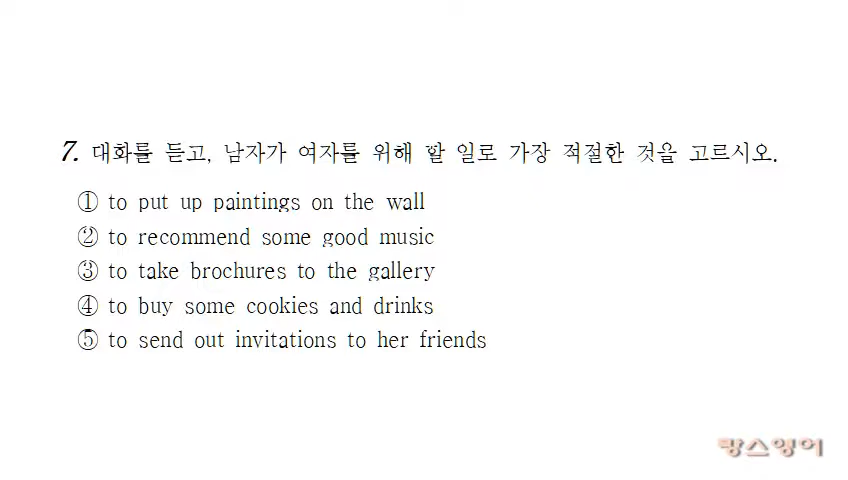 7. 대화를 듣고, 남자가 여자를 위해 할 일로 가장 적절한 것을 고르시오.
① to put up paintings on the wall
② to recommend some good music
③ to take brochures to the gallery
④ to buy some cookies and drinks
⑤ to send out invitations to her friends
팡스영어